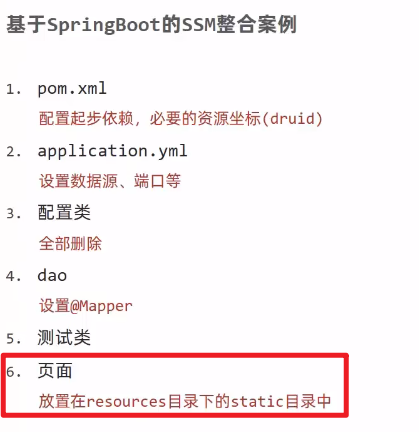 基于SpringBoot的SSM整合案例
1. pom.xml
配置起步依赖，必要的资源坐标(druid)
2. application.yml
设置数据源、端口等
3. 配置类
全部删除
4. dao
设置@Mapper
5. 测试类
6. 页面
放置在resources目录下的static目录中